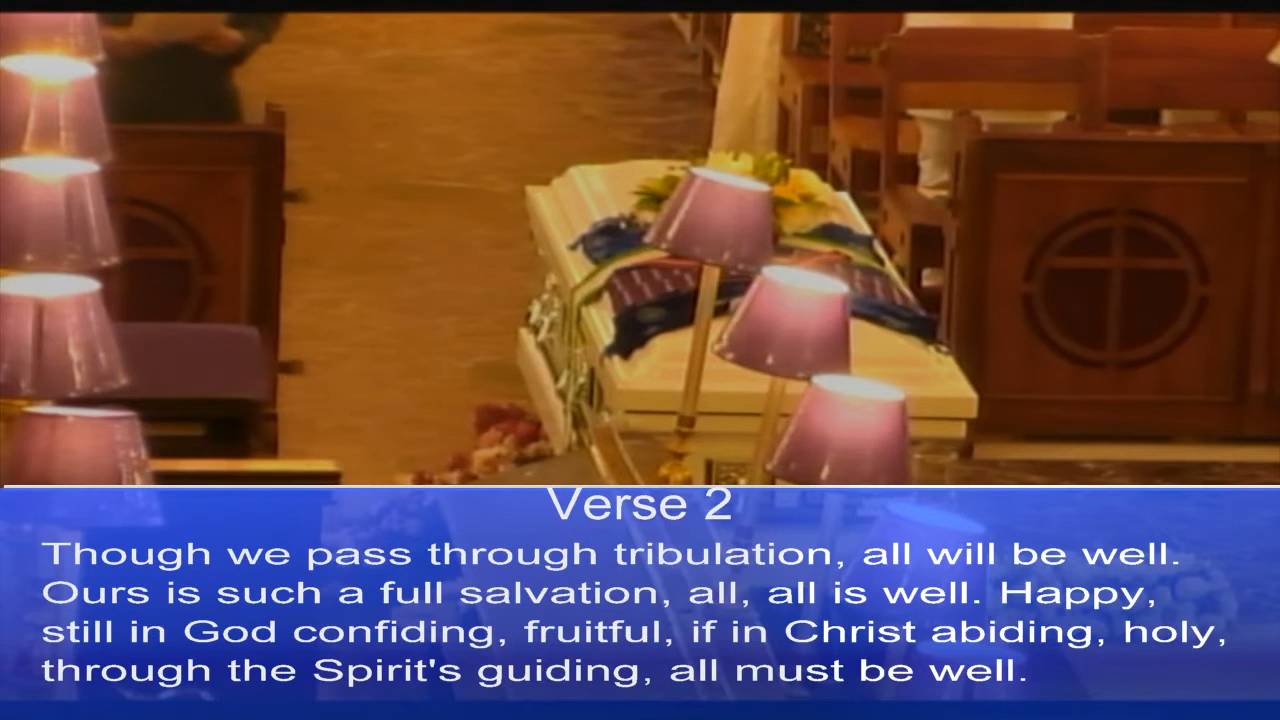 Verse 2
Though we pass through tribulation, all will be well.
Ours is such a full salvation, all, all is well. Happy,
still in God confiding, fruitful, if in Christ abiding, holy,
through the Spirit's guiding, all must be well.